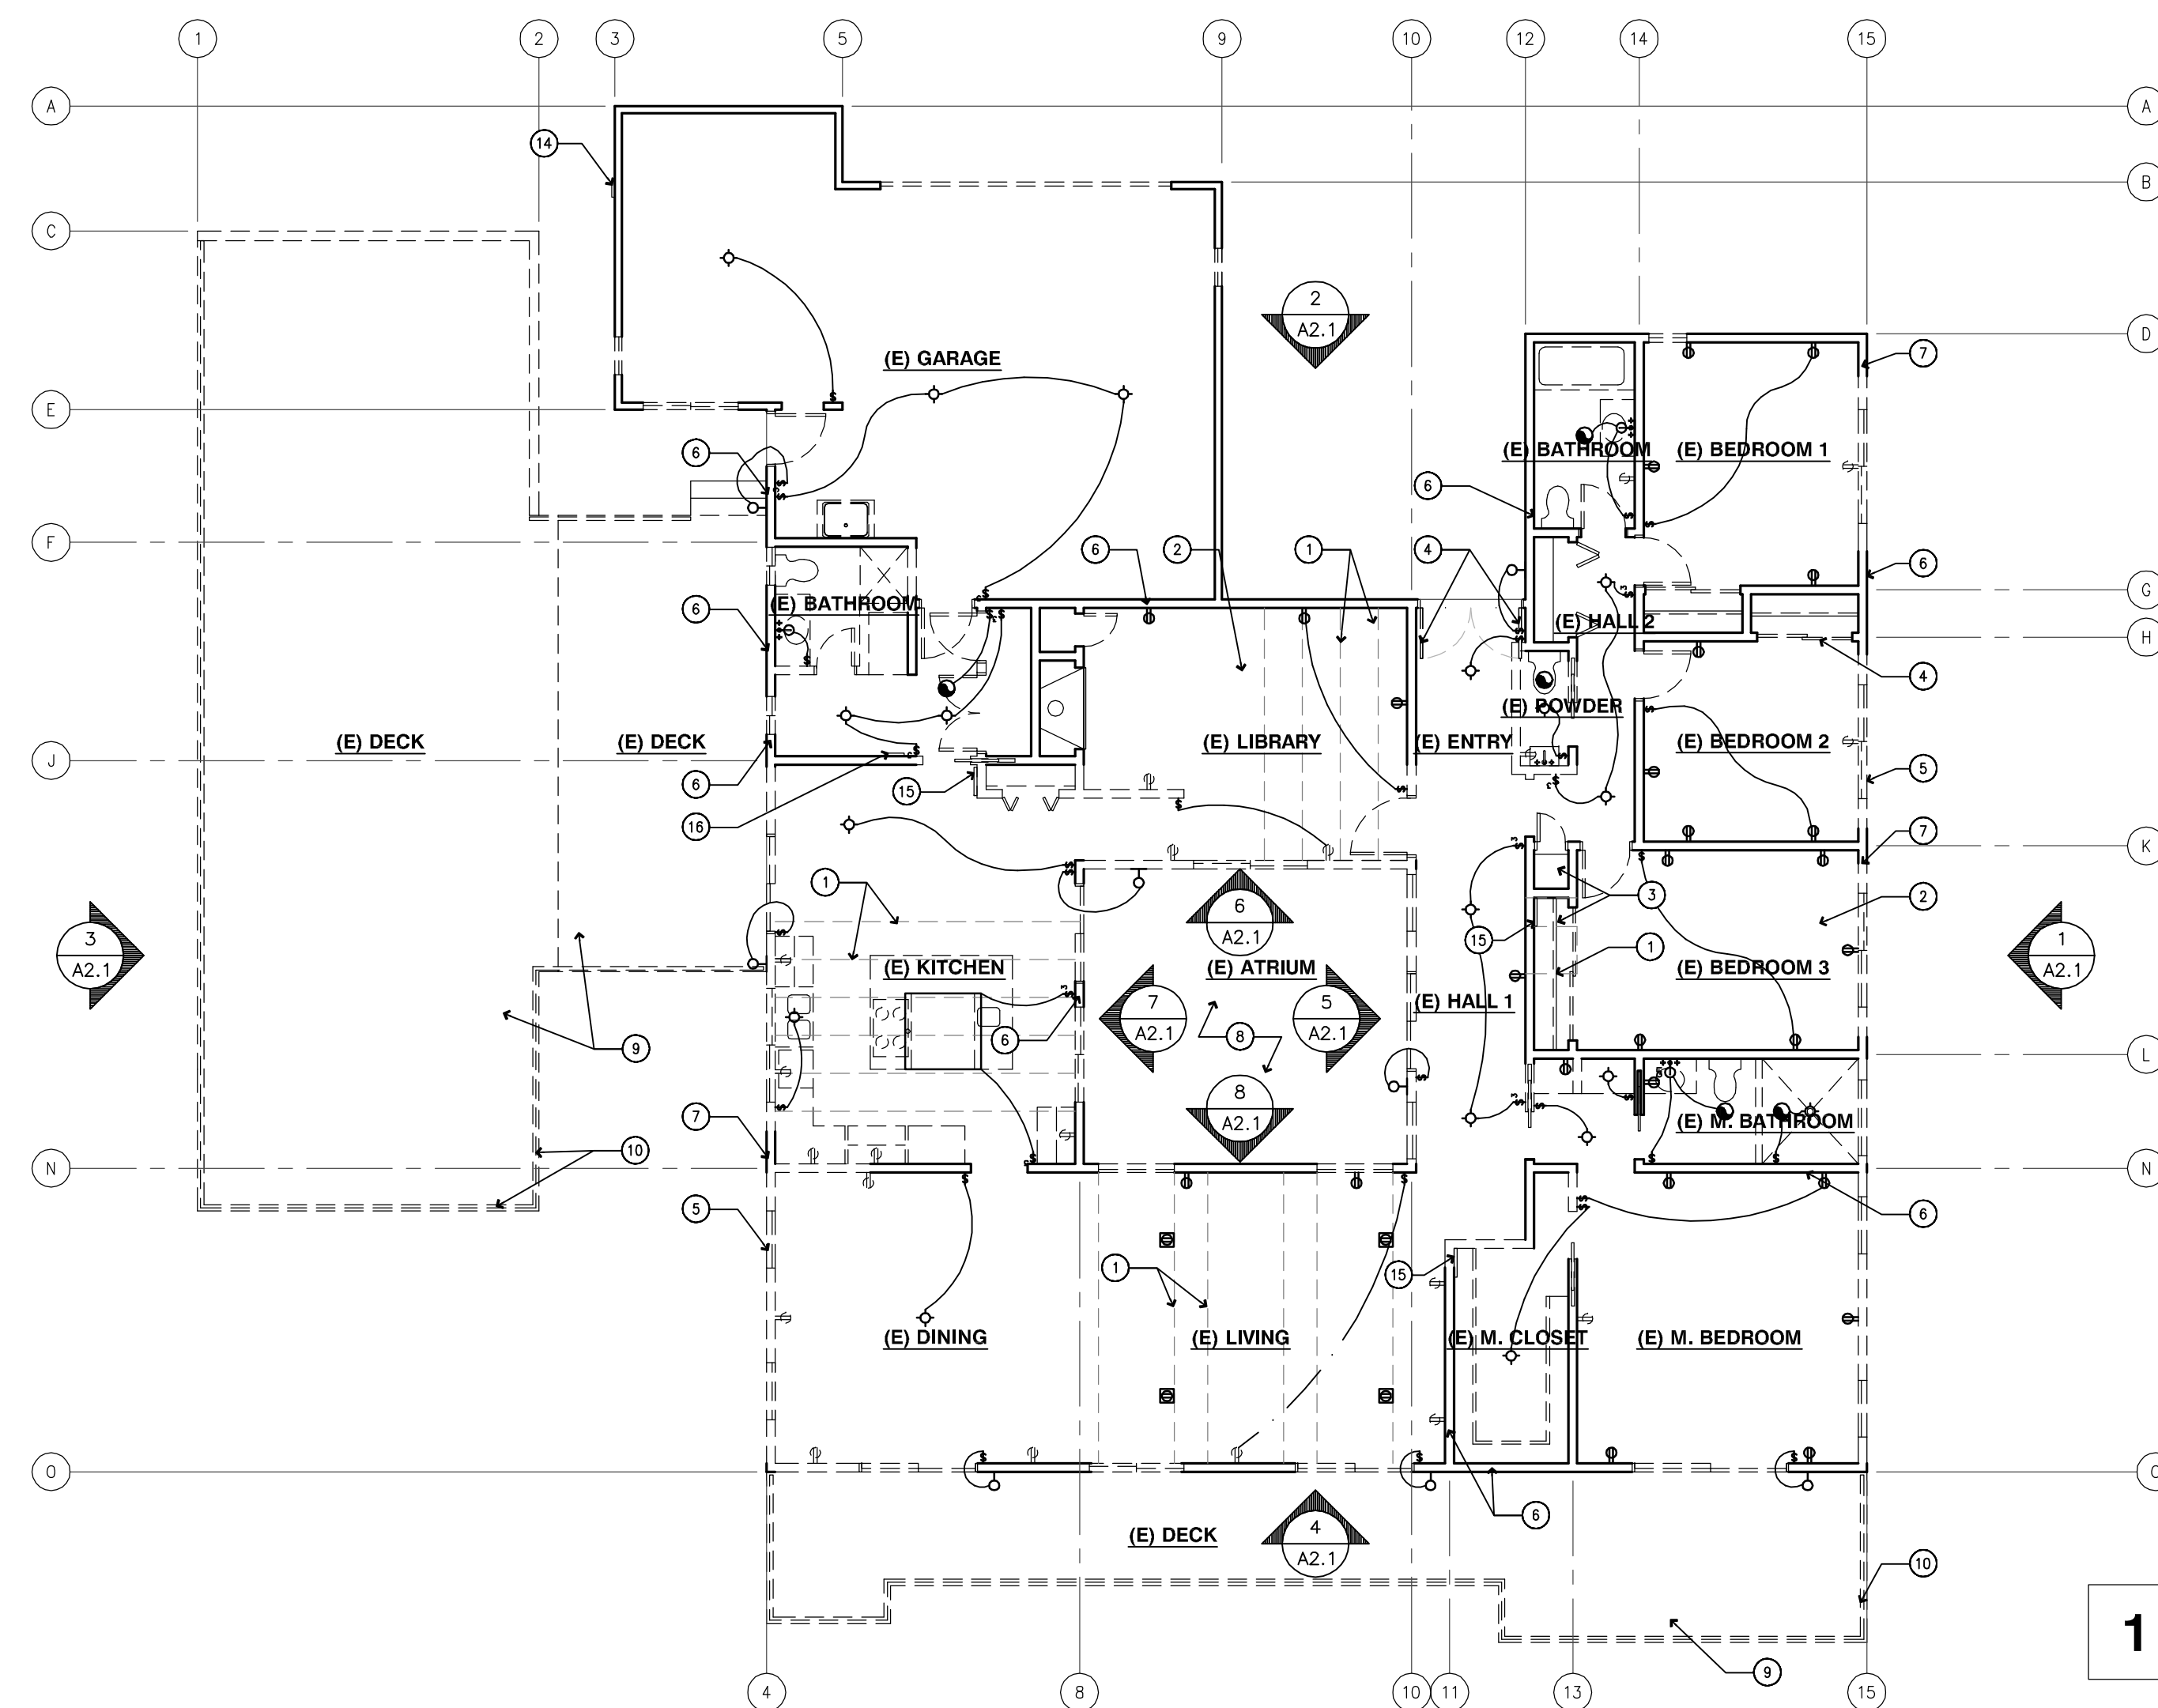 1 2 3 5 9 10 12 14 15
A A
14
B B
C
2
A2.1
D
(E) GARAGE
7
E
6
(E) BATHROOM (E) BEDROOM 1
6
F
6 2 1 4
6
G
6 (E) BATHROOM
(E) HALL 2
H
4
(E) POWDER
(E) DECK (E) DECK (E) LIBRARY (E) ENTRY (E) BEDROOM 2
J
5
6 15
16
7
K
1
3
2
6
A2.1
3
A2.1
15 1
1
A2.1
(E) KITCHEN (E) ATRIUM (E) BEDROOM 3
(E) HALL 1
7
A2.1
5
A2.1
8
6
9
L
8
A2.1
7
(E) M. BATHROOM
10
N N
5
6
1 15
(E) DINING (E) LIVING (E) M. CLOSET (E) M. BEDROOM
O
6
4
A2.1
(E) DECK
10
1
9
4 8 10 11 13 15